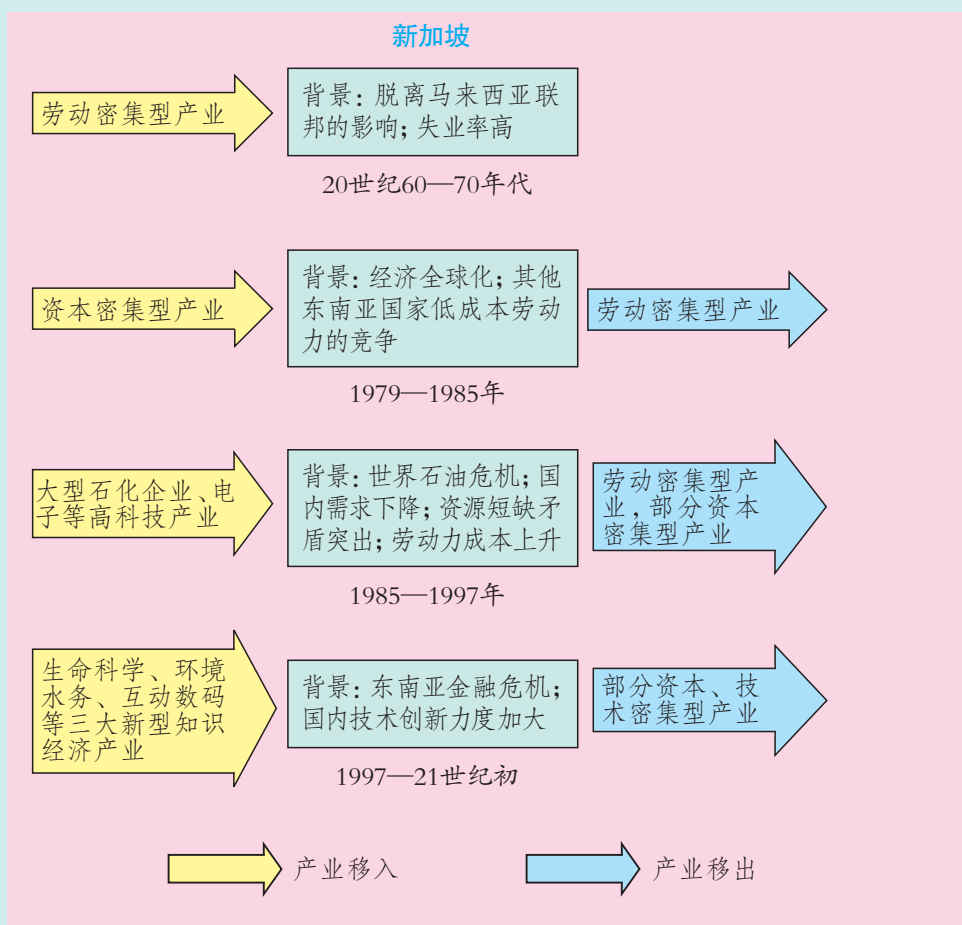 新加坡
劳动密集型产业
背景：脱离马来西亚联
邦的影响；失业率高
20世纪60—70年代
资本密集型产业
背景：经济全球化；其他
东南亚国家低成本劳动
力的竞争
劳动密集型产业
1979—1985年
大型石化企业、电
子等高科技产业
背景：世界石油危机；国
内需求下降；资源短缺矛
盾突出；劳动力成本上升
劳动密集型产
业，部分资本
密集型产业
1985—1997年
生命科学、环境
水务、互动数码
等三大新型知识
经济产业
背景：东南亚金融危机；
国内技术创新力度加大
部分资本、技
术密集型产业
1997—21世纪初
产业移入
产业移出